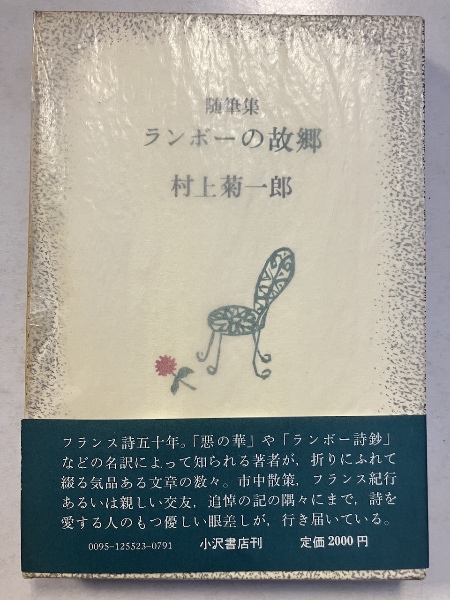 随筆集
ランボーの故郷
村上菊一郎
フランス詩五十年。「悪の華」や「ランボー詩鈔」
などの名訳によって知られる著者が，折りにふれて
綴る気品ある文章の数々。市中散策，フランス紀行
あるいは親しい交友，追悼の記の隅々にまで，詩を
愛する人のもつ優しい眼差しが，行き届いている。
0095-125523-0791 小沢書店刊 定価2000円